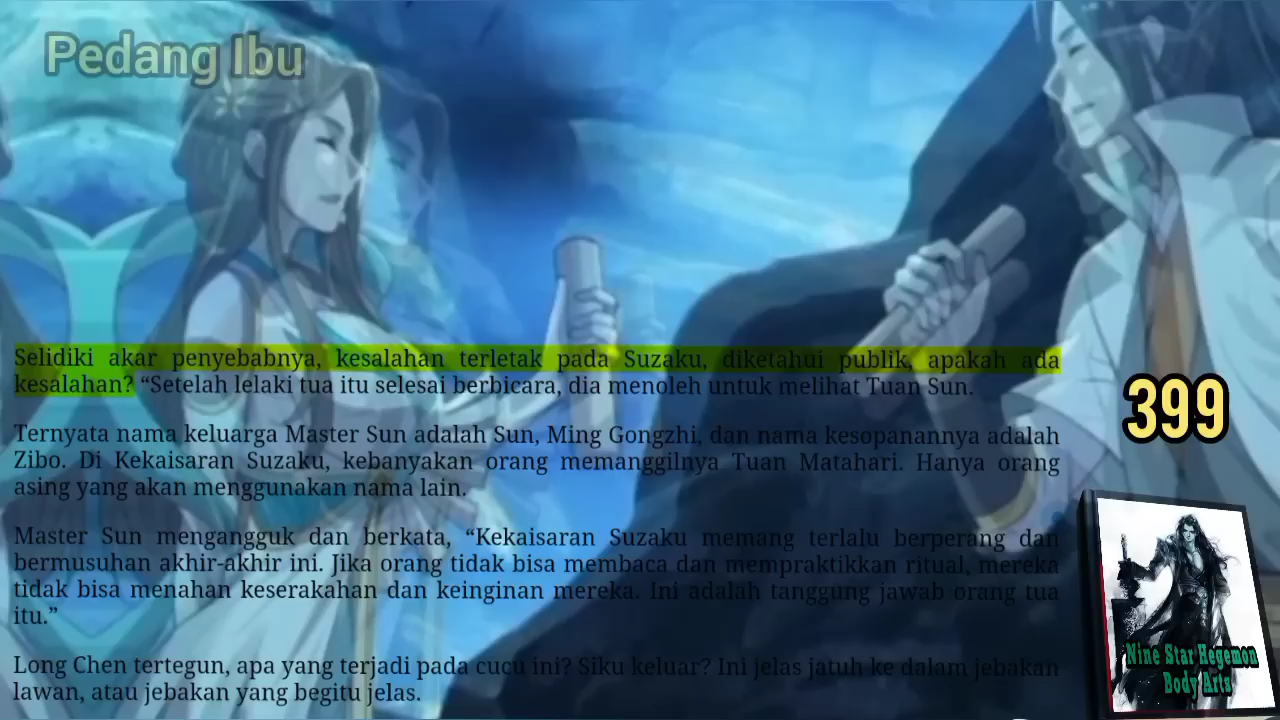 Pedang Ibu
Selidiki akar penyebabnya, kesalahan terletak pada Suzaku, diketahui publik, apakah ada
kesalahan? “Setelah lelaki tua itu selesai berbicara, dia menoleh untuk melihat Tuan Sun.
Ternyata nama keluarga Master Sun adalah Sun, Ming Gongzhi, dan nama kesopanannya adalah
Zibo. Di Kekaisaran Suzaku, kebanyakan orang memanggilnya Tuan Matahari. Hanya orang
asing yang akan menggunakan nama lain.
Master Sun mengangguk dan berkata, “Kekaisaran Suzaku memang terlalu berperang dan
bermusuhan akhir-akhir ini. Jika orang tidak bisa membaca dan mempraktikkan ritual, mereka
tidak bisa menahan keserakahan dan keinginan mereka. Ini adalah tanggung jawab orang tua
itu.”
Long Chen tertegun, apa yang terjadi pada cucu ini? Siku keluar? Ini jelas jatuh ke dalam jebakan
lawan, atau jebakan yang begitu jelas.
399
Nine Star Hegemon
Body Arts